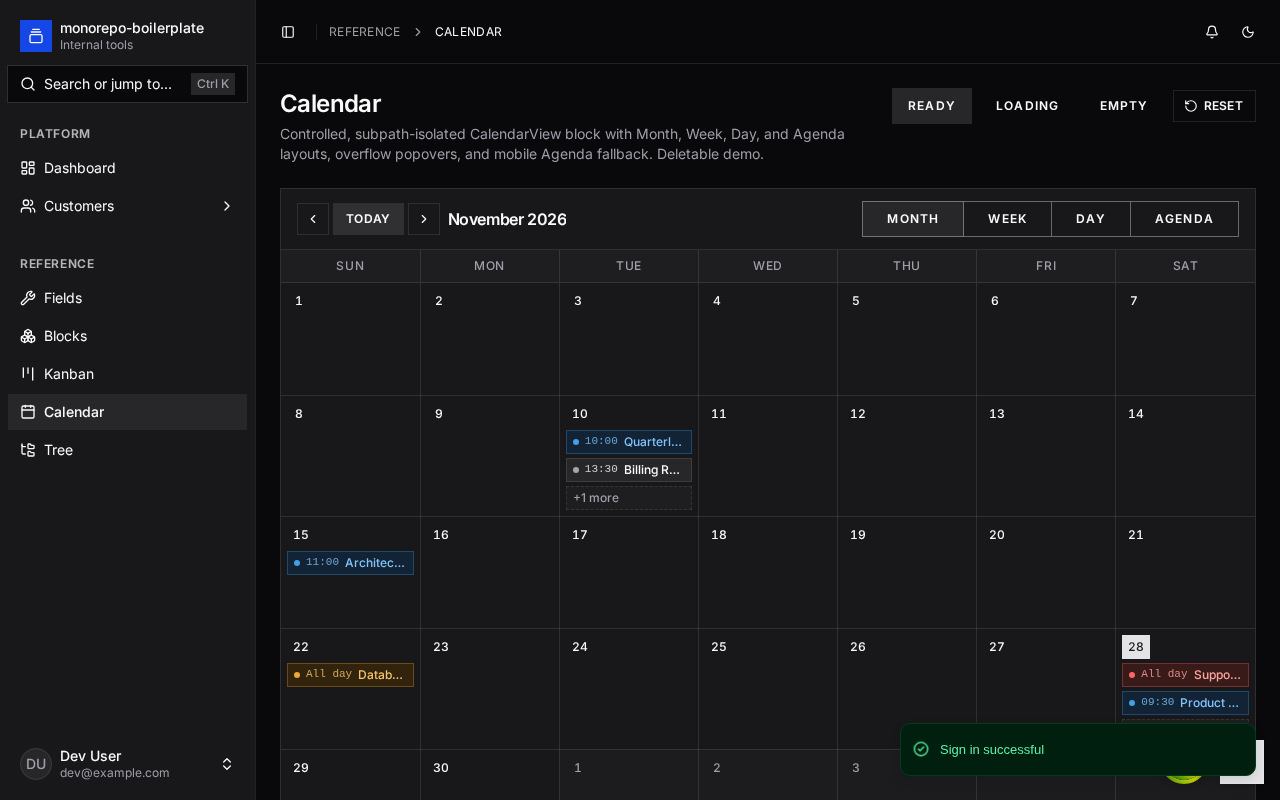 monorepo-boilerplate
Internal tools
Search or jump to...
Ctrl K
PLATFORM
Dashboard
Customers
REFERENCE
Fields
Blocks
Kanban
Calendar
Tree
DU
Dev User
dev@example.com
REFERENCE
CALENDAR
Calendar
Controlled, subpath-isolated CalendarView block with Month, Week, Day, and Agenda
layouts, overflow popovers, and mobile Agenda fallback. Deletable demo.
READY
LOADING
EMPTY
RESET
TODAY
November 2026
MONTH
WEEK
DAY
AGENDA
SUN
MON
TUE
WED
THU
FRI
SAT
1
2
3
4
5
6
7
8
9
10
10:00 Quarterl...
13:30 Billing R...
+1 more
11
12
13
14
15
11:00 Architec...
16
17
18
19
20
21
22
All day Datab...
23
24
25
26
27
28
All day Suppo...
09:30 Product ...
29
30
1
2
3
Sign in successful